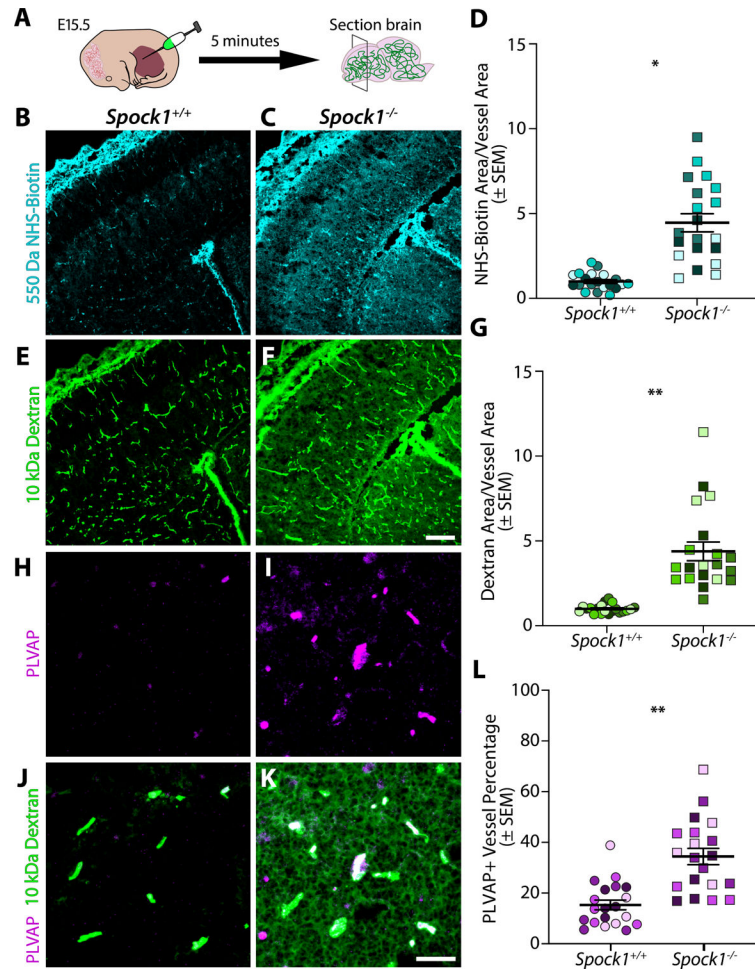 A
E15.5
5 minutes
Section brain
B
Spock1+/+
C
Spock1-/-
550 Da NHS-Biotin
D
15
10
5
0
NHS-Biotin Area/Vessel Area
(± SEM)
*
Spock1+/+
Spock1-/-
E
F
10 kDa Dextran
G
15
10
5
0
Dextran Area/Vessel Area
(± SEM)
**
Spock1+/+
Spock1-/-
H
I
PLVAP
J
K
PLVAP 10 kDa Dextran
L
100
80
60
40
20
0
PLVAP+ Vessel Percentage
(± SEM)
**
Spock1+/+
Spock1-/-